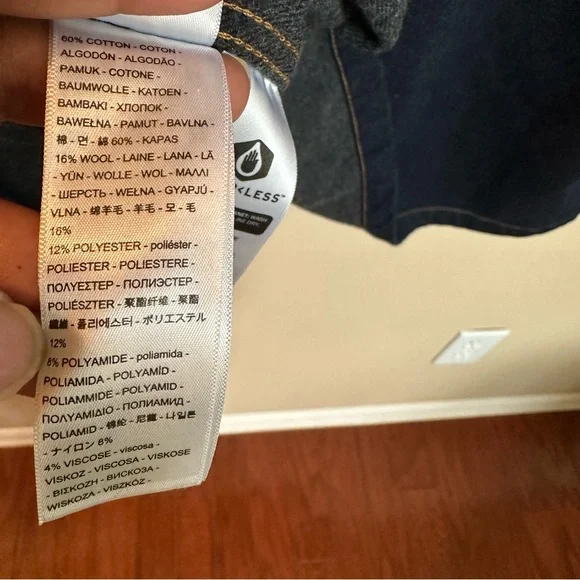 60% COTTON - COTON -
ALGODÓN - ALGODÃO -
PAMUK - COTONE -
BAUMWOLLE - KATOEN -
BAMBAKI - ХЛОПОК -
BAWEŁNA - PAMUT - BAVLNA -
棉 - 면 - 綿 60% - KAPAS
16% WOOL - LAINE - LANA - LÃ
- YÜN - WOLLE - WOL - ΜΑΛΛΙ
- ШЕРСТЬ - WEŁNA - GYAPJÚ -
VLNA - 绵羊毛 - 羊毛 - 모 - 毛
16%
12% POLYESTER - poliéster -
POLIESTER - POLIESTERE -
ΠΟΛΥΕΣΤΕΡ - ПОЛИЭСТЕР -
POLIÉSZTER - 聚酯纤维 - 聚酯
纖維 - 폴리에스터 - ポリエステル
12%
8% POLYAMIDE - poliamida -
POLIAMIDA - POLYAMİD -
POLIAMMIDE - POLYAMID -
ΠΟΛΥΑΜΙΔΙΟ - ПОЛИАМИД -
POLIAMID - 锦纶 - 尼龍 - 나일론
- ナイロン 8%
4% VISCOSE - viscosa -
VİSKOZ - VISCOSA - VISKOSE
- ΒΙΣΚΟΖΗ - ВИСКОЗА -
WISKOZA - VISZKÓZ -
LESS™